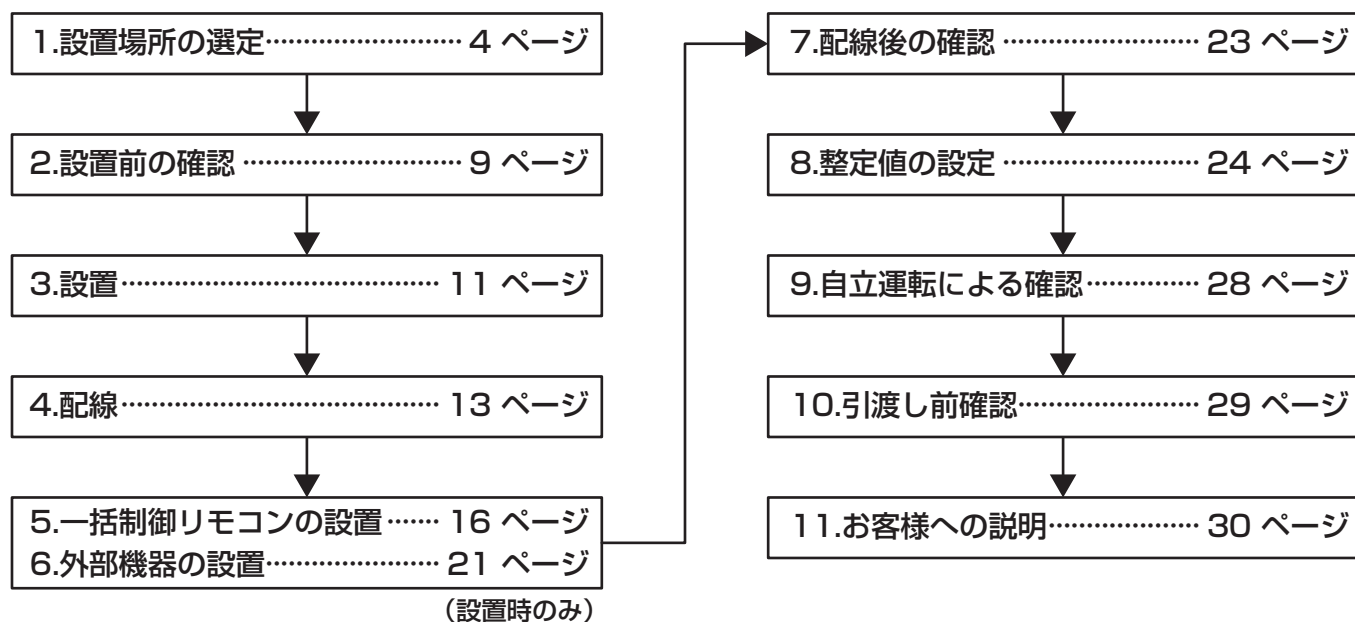 1.設置場所の選定………………………… 4 ページ
2.設置前の確認 ………………………… 9 ページ
3.設置…………………………………… 11 ページ
4.配線…………………………………… 13 ページ
5.一括制御リモコンの設置 ……… 16 ページ
6.外部機器の設置…………………… 21 ページ
(設置時のみ)
7.配線後の確認 ……………………… 23 ページ
8.整定値の設定 ……………………… 24 ページ
9.自立運転による確認……………… 28 ページ
10.引渡し前確認……………………… 29 ページ
11.お客様への説明…………………… 30 ページ